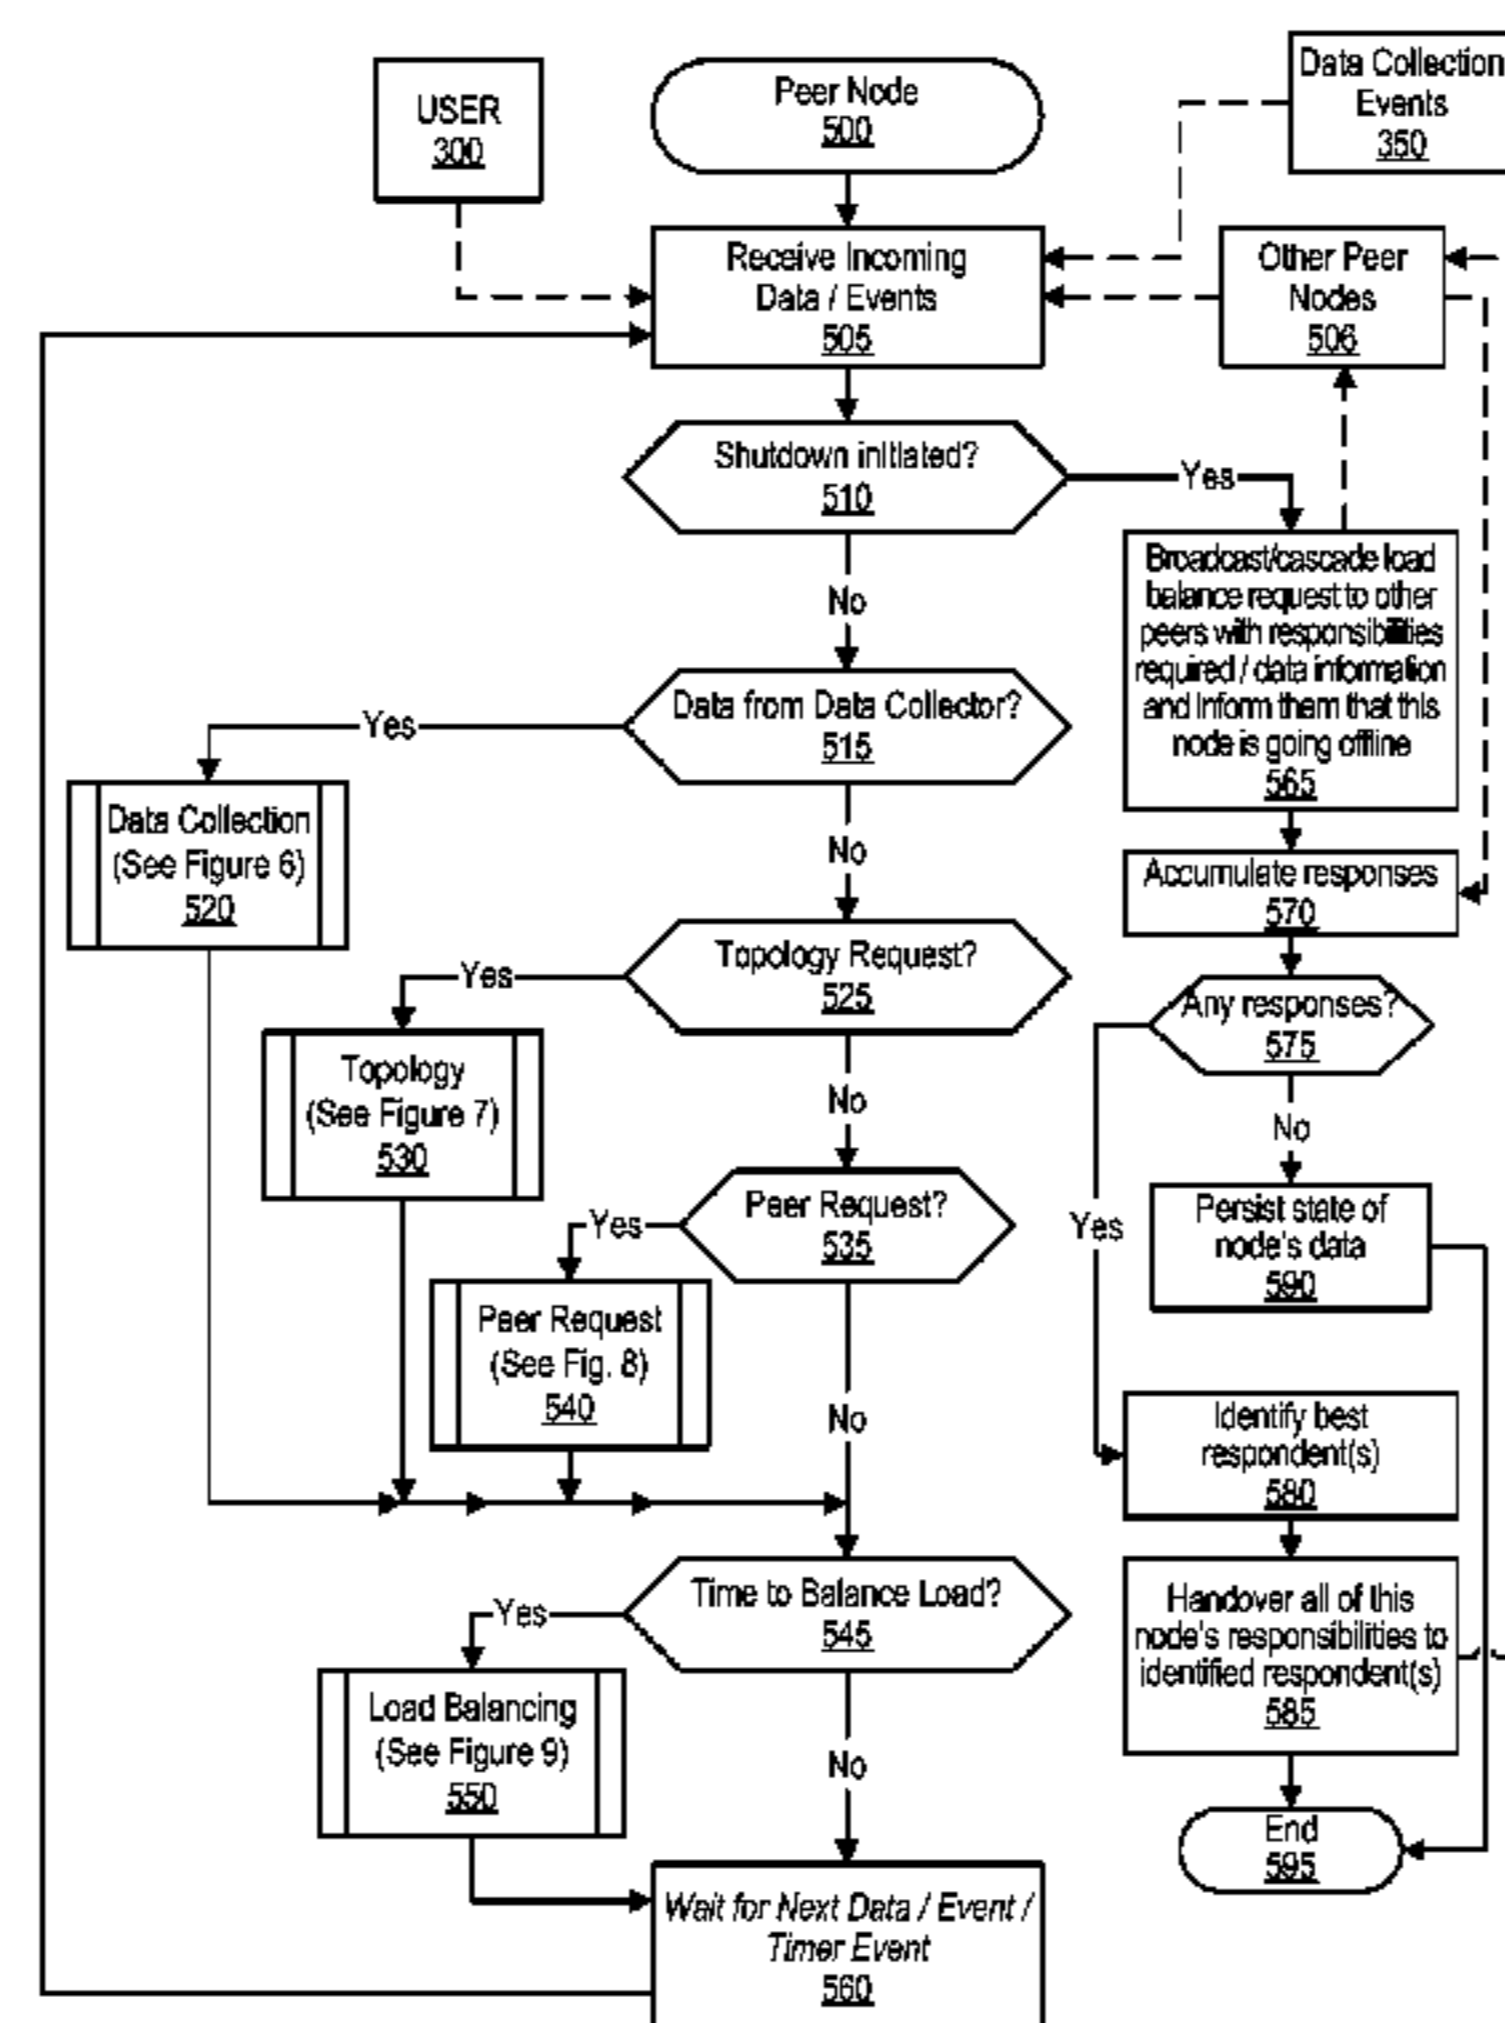 USER
300
Peer Node
500
Data Collection
Events
350
Receive Incoming
Data / Events
505
Other Peer
Nodes
506
Shutdown initiated?
510
Yes
No
Broadcast/cascade load
balance request to other
peers with responsibilities
required / data information
and inform them that this
node is going offline
565
Data from Data Collector?
515
Yes
No
Data Collection
(See Figure 6)
520
Accumulate responses
570
Topology Request?
525
Yes
No
Any responses?
575
Yes
No
Topology
(See Figure 7)
530
Peer Request?
535
Yes
No
Persist state of
node's data
590
Peer Request
(See Fig. 8)
540
Identify best
respondent(s)
580
Time to Balance Load?
545
Yes
No
Handover all of this
node's responsibilities to
identified respondent(s)
585
Load Balancing
(See Figure 9)
550
End
595
Wait for Next Data / Event /
Timer Event
560